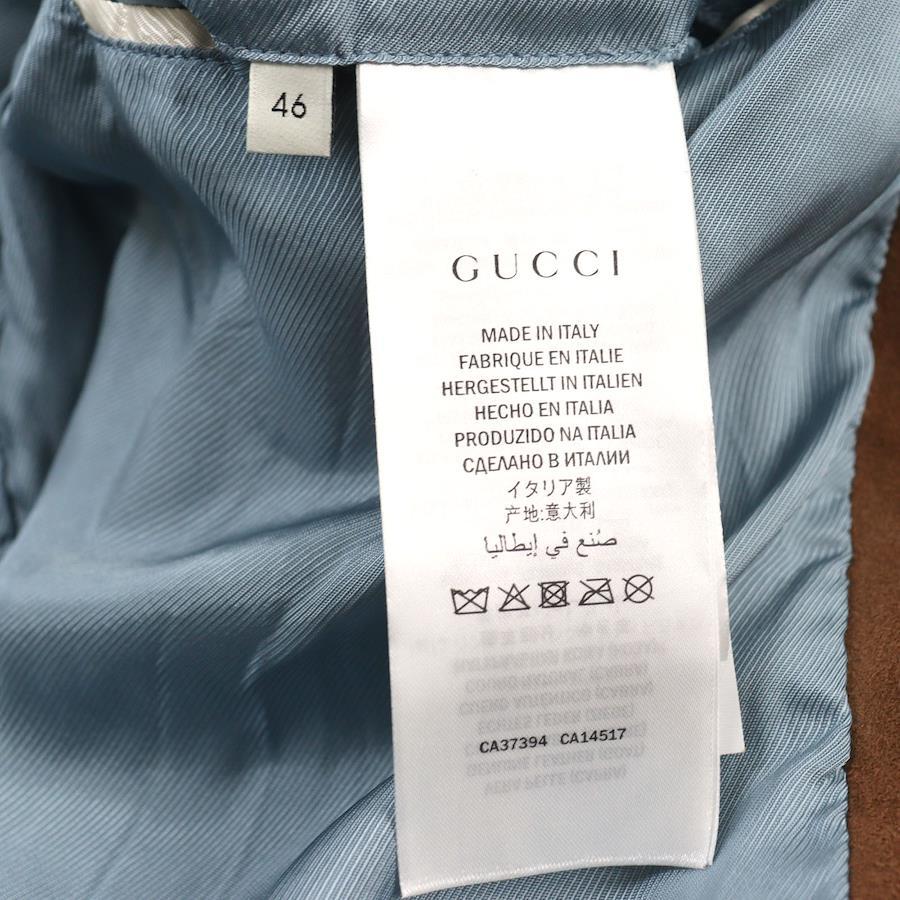 46
GUCCI
MADE IN ITALY
FABRIQUE EN ITALIE
HERGESTELLT IN ITALIEN
HECHO EN ITALIA
PRODUZIDO NA ITALIA
СДЕЛАНО В ИТАЛИИ
イタリア製
产地:意大利
صُنع في إيطاليا
CA37394 CA14517